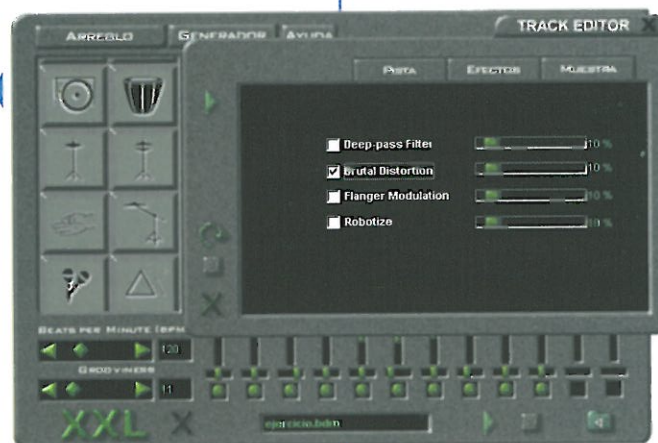 TRACK EDITOR
ARREGLO GENERADOR AYUDA
PISTA EFECTOS MUESTRA
Deep-pass Filter 10 %
Brutal Distortion 10 %
Flanger Modulation 10 %
Robotize 10 %
BEATS PER MINUTE (BPM
120
GROOVINESS
11
XXL
ejercicio.bdm